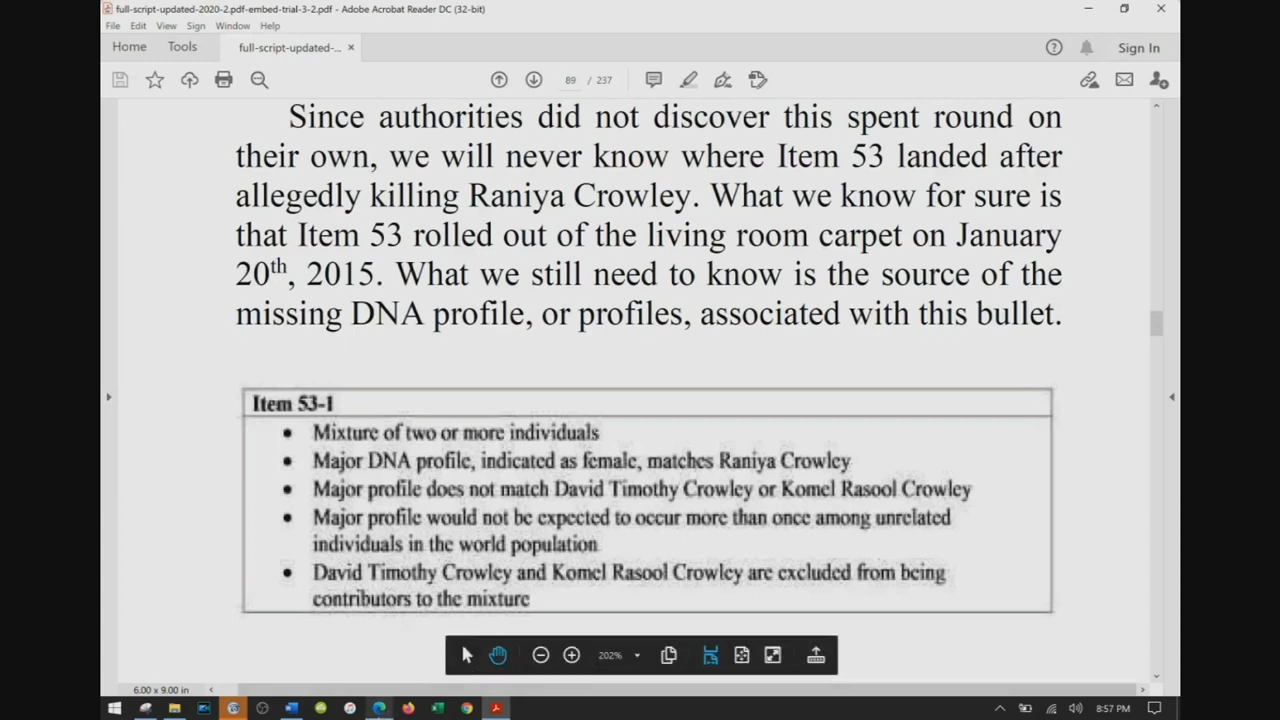 full-script-updated-2020-2.pdf-embed-trial-3-2.pdf - Adobe Acrobat Reader DC (32-bit)
File Edit View Sign Window Help
Home Tools full-script-updated-... × Sign In
89 / 237
Since authorities did not discover this spent round on
their own, we will never know where Item 53 landed after
allegedly killing Raniya Crowley. What we know for sure is
that Item 53 rolled out of the living room carpet on January
20th, 2015. What we still need to know is the source of the
missing DNA profile, or profiles, associated with this bullet.
Item 53-1
• Mixture of two or more individuals
• Major DNA profile, indicated as female, matches Raniya Crowley
• Major profile does not match David Timothy Crowley or Komel Rasool Crowley
• Major profile would not be expected to occur more than once among unrelated
individuals in the world population
• David Timothy Crowley and Komel Rasool Crowley are excluded from being
contributors to the mixture
202%
6.00 x 9.00 in
8:57 PM